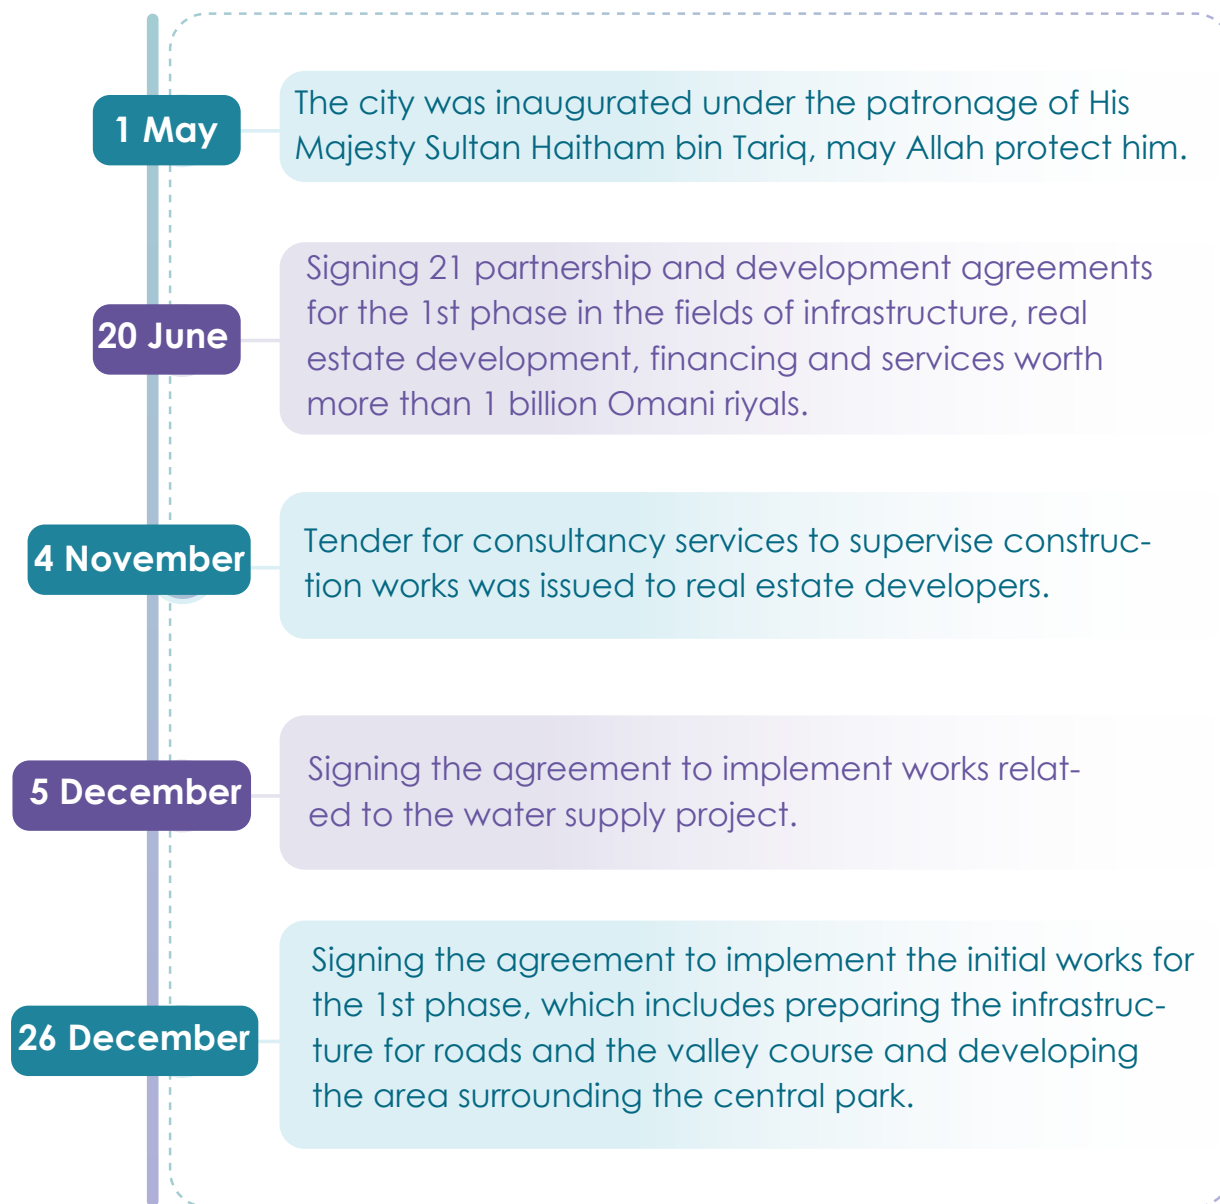 1 May
The city was inaugurated under the patronage of His
Majesty Sultan Haitham bin Tariq, may Allah protect him.
20 June
Signing 21 partnership and development agreements
for the 1st phase in the fields of infrastructure, real
estate development, financing and services worth
more than 1 billion Omani riyals.
4 November
Tender for consultancy services to supervise construc-
tion works was issued to real estate developers.
5 December
Signing the agreement to implement works relat-
ed to the water supply project.
26 December
Signing the agreement to implement the initial works for
the 1st phase, which includes preparing the infrastruc-
ture for roads and the valley course and developing
the area surrounding the central park.